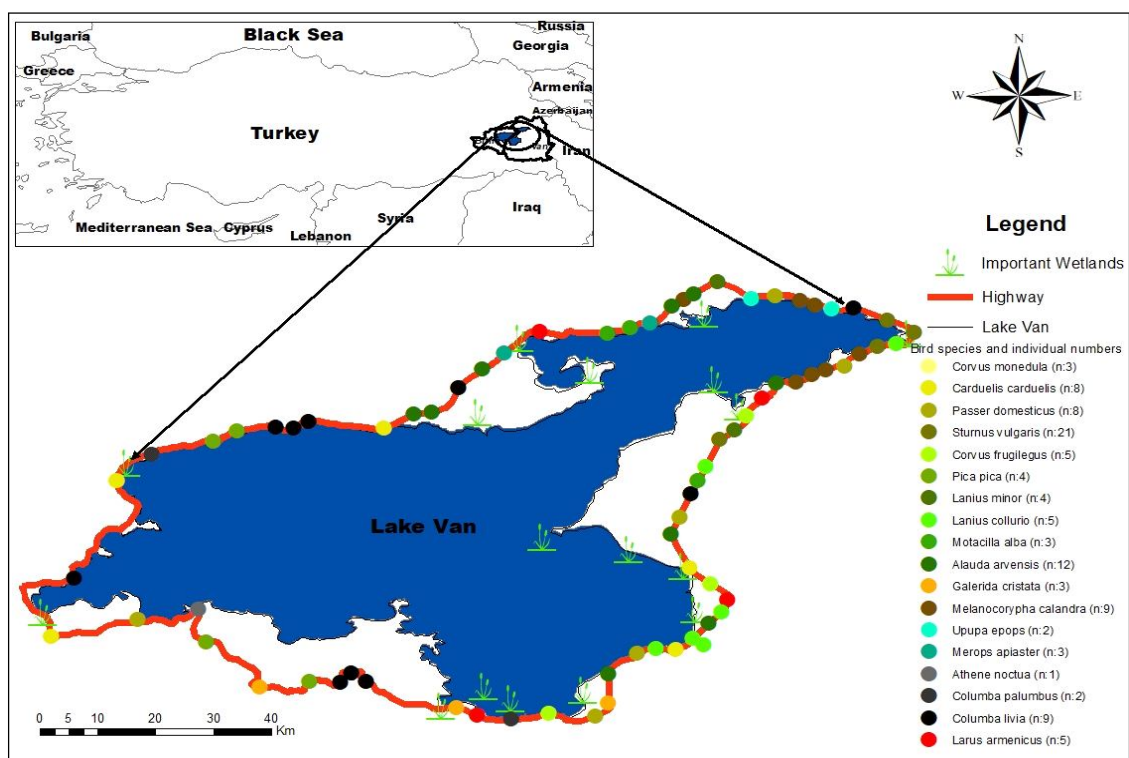 Russia
Black Sea
Bulgaria
Georgia
Greece
Armenia
Azerbaijan
Turkey
Van
Iran
Iraq
Syria
Mediterranean Sea
Cyprus
Lebanon
N
W
E
S
Legend
Important Wetlands
Highway
Lake Van
Bird species and individual numbers
Corvus monedula (n:3)
Carduelis carduelis (n:8)
Passer domesticus (n:8)
Sturnus vulgaris (n:21)
Corvus frugilegus (n:5)
Pica pica (n:4)
Lanius minor (n:4)
Lanius collurio (n:5)
Motacilla alba (n:3)
Alauda arvensis (n:12)
Galerida cristata (n:3)
Melanocorypha calandra (n:9)
Upupa epops (n:2)
Merops apiaster (n:3)
Athene noctua (n:1)
Columba palumbus (n:2)
Columba livia (n:9)
Larus armenicus (n:5)
Lake Van
0 5 10 20 30 40
Km